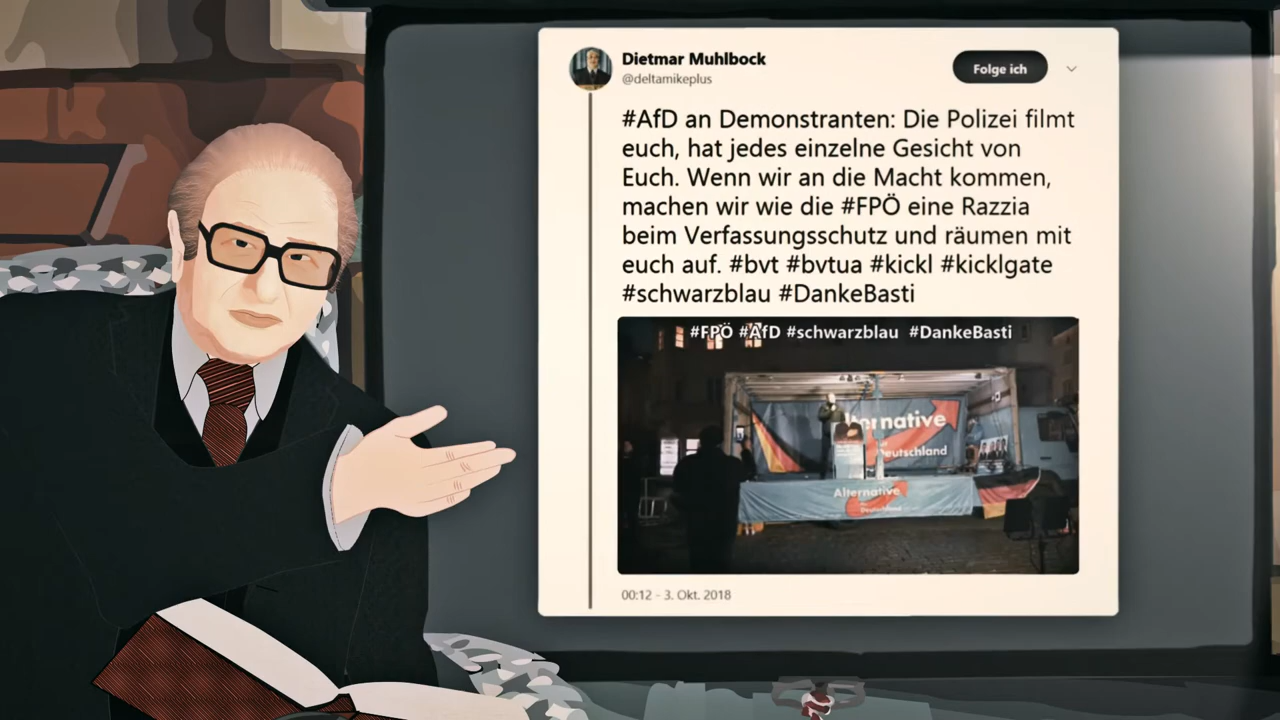 Dietmar Muhlbock
@deltamikeplus
Folge ich
#AfD an Demonstranten: Die Polizei filmt
euch, hat jedes einzelne Gesicht von
Euch. Wenn wir an die Macht kommen,
machen wir wie die #FPÖ eine Razzia
beim Verfassungsschutz und räumen mit
euch auf. #bvt #bvtua #kickl #kicklgate
#schwarzblau #DankeBasti
#FPÖ #AfD #schwarzblau #DankeBasti
Alternative
Deutschland
Alternative
Deutschland
00:12 - 3. Okt. 2018